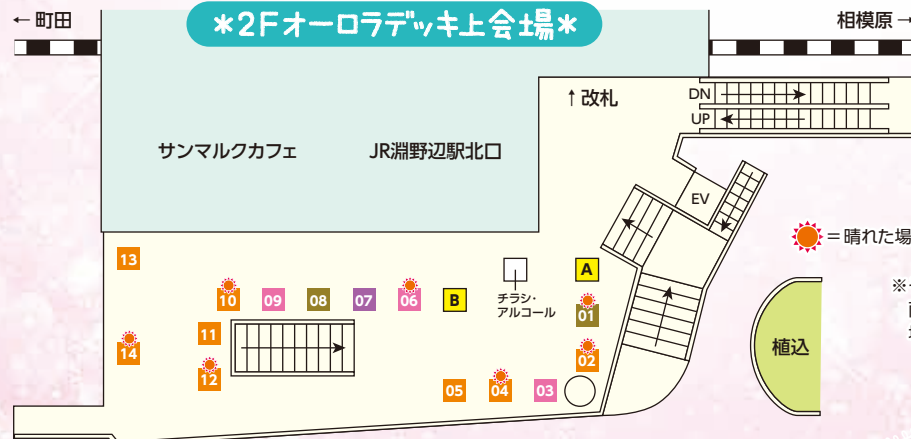 ← 町田
*2Fオーロラデッキ上会場*
相模原 →
↑改札
DN
UP
サンマルクカフェ
JR淵野辺駅北口
EV
=晴れた場
13
10
09
08
07
06
B
チラシ・
アルコール
A
01
※
11
14
12
02
植込
05
04
03